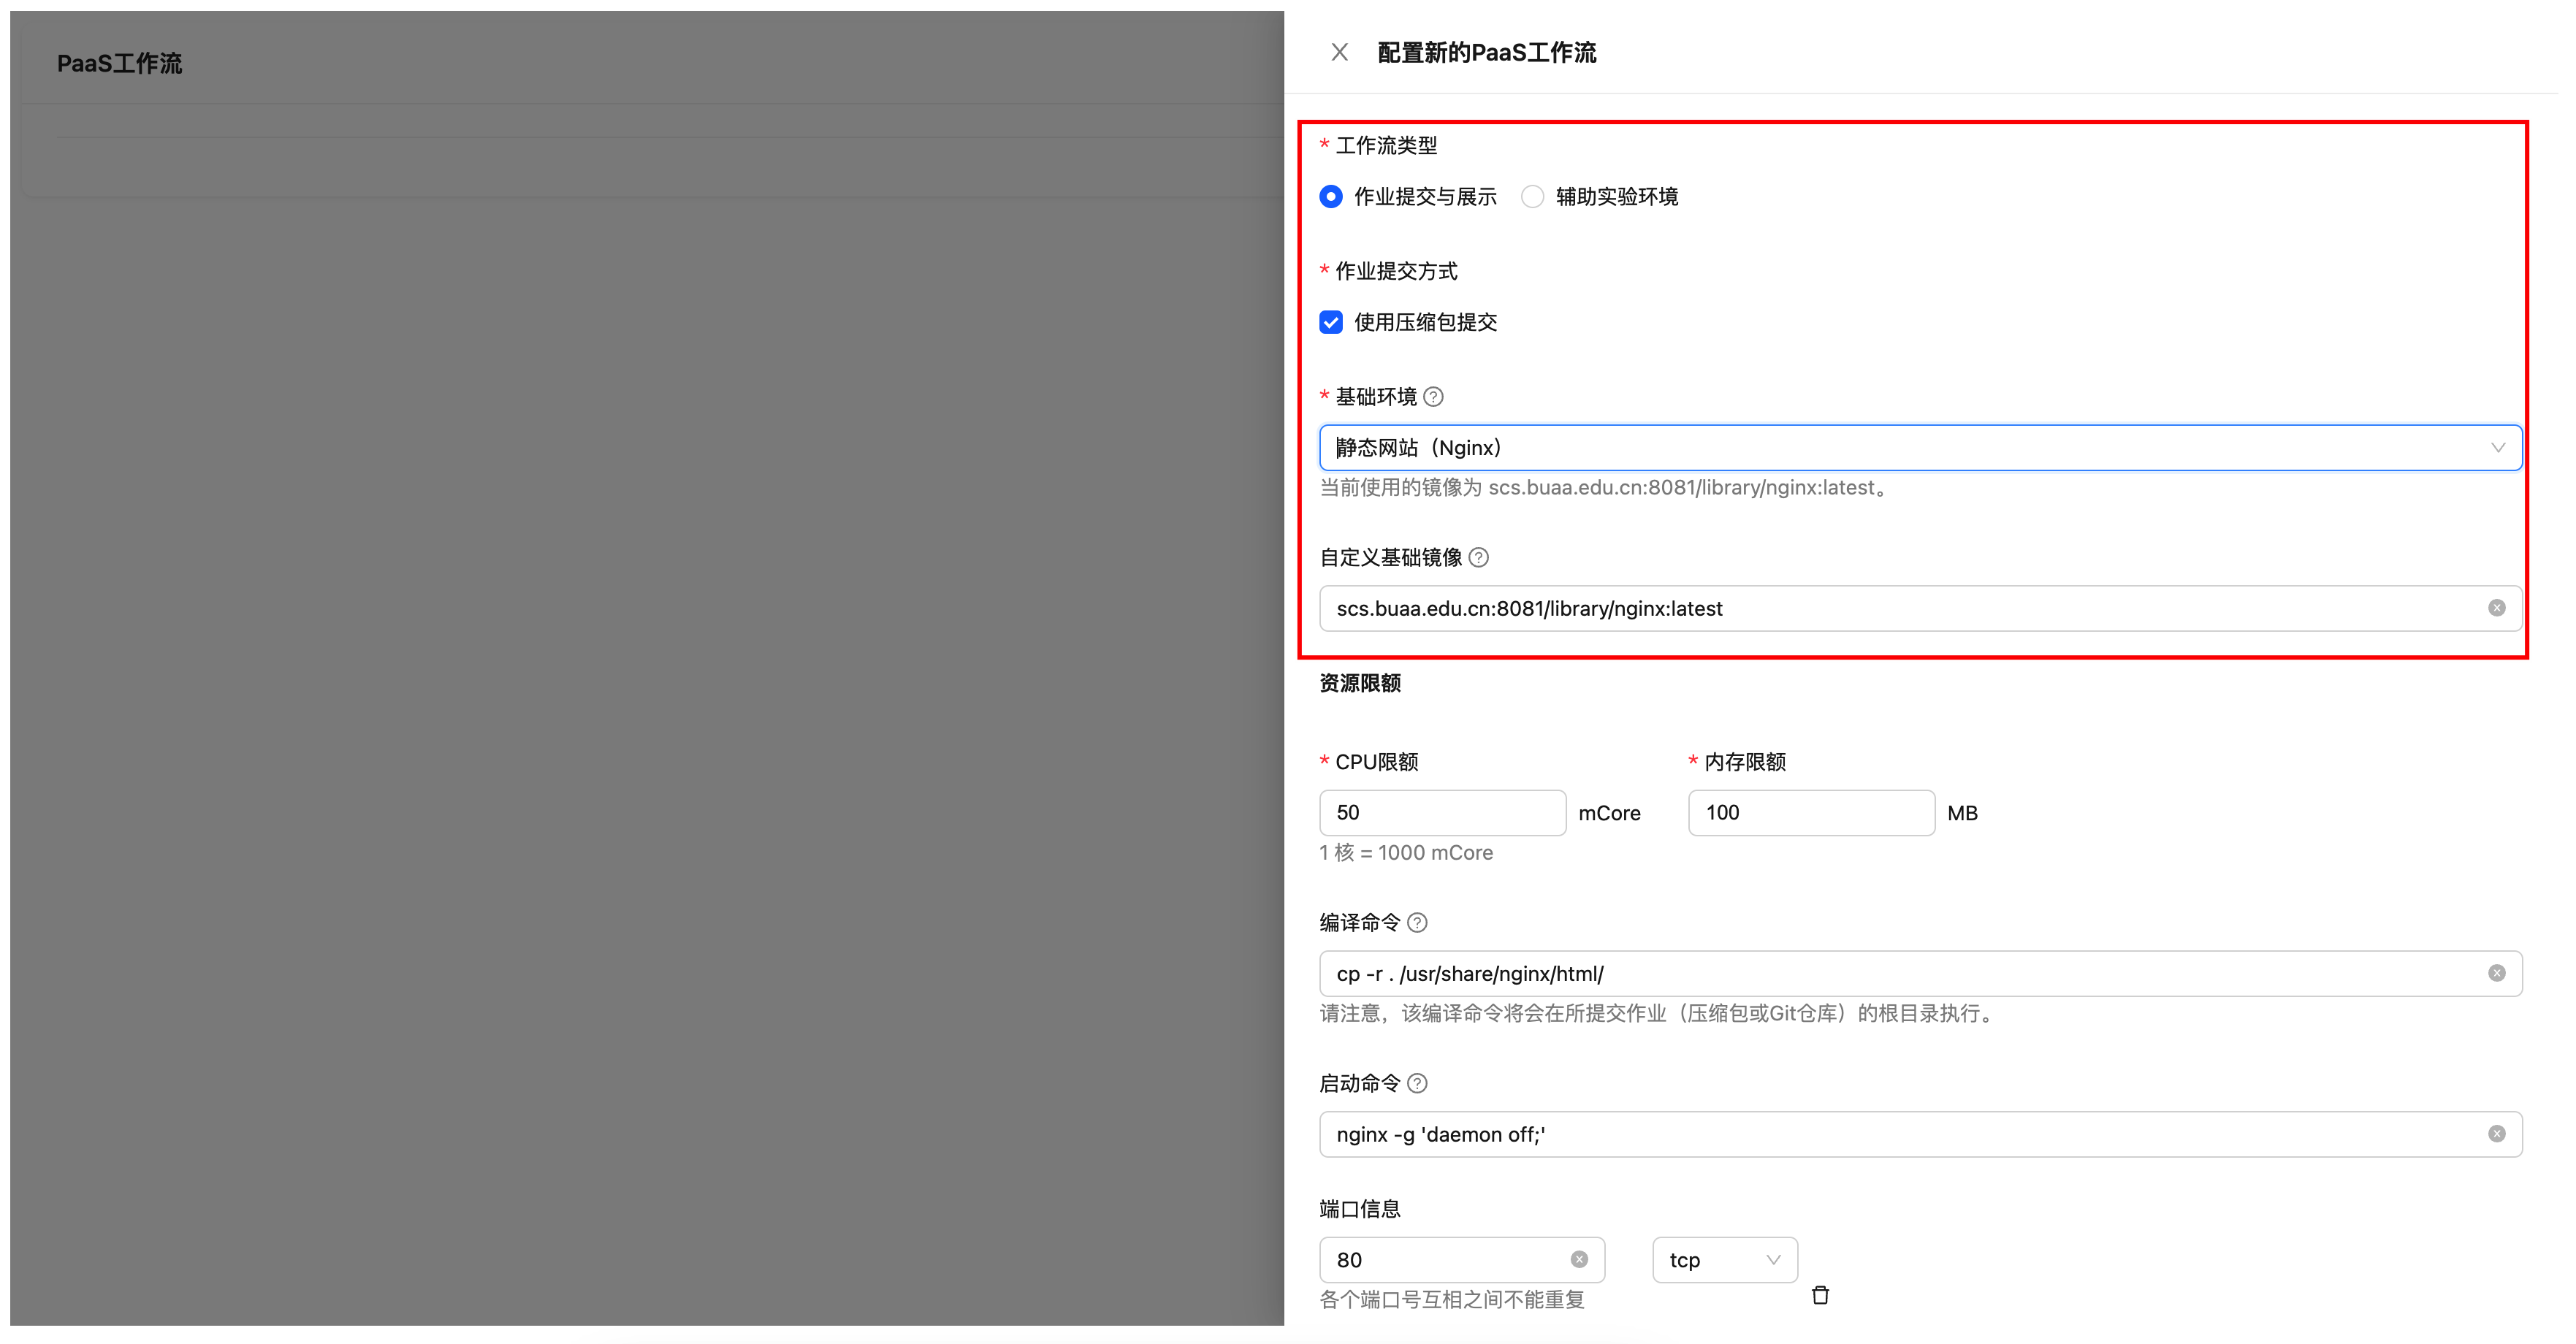 PaaS工作流
配置新的PaaS工作流
* 工作流类型
作业提交与展示 辅助实验环境
* 作业提交方式
使用压缩包提交
* 基础环境
静态网站（Nginx）
当前使用的镜像为 scs.buaa.edu.cn:8081/library/nginx:latest。
自定义基础镜像
scs.buaa.edu.cn:8081/library/nginx:latest
资源限额
* CPU限额 * 内存限额
50 mCore 100 MB
1 核 = 1000 mCore
编译命令
cp -r . /usr/share/nginx/html/
请注意，该编译命令将会在所提交作业（压缩包或Git仓库）的根目录执行。
启动命令
nginx -g 'daemon off;'
端口信息
80 tcp
各个端口号互相之间不能重复